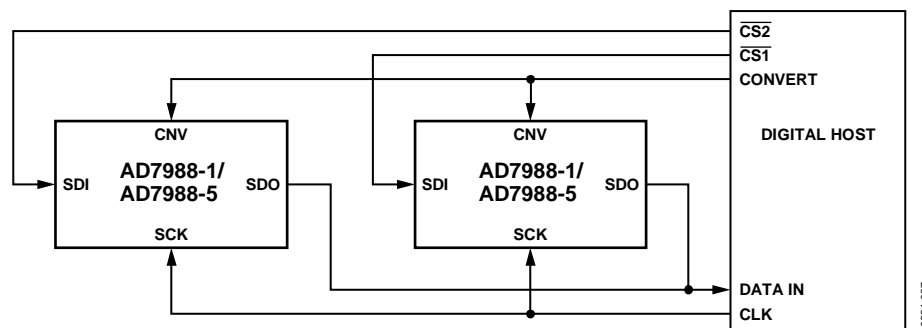 CS2
CS1
CONVERT
CNV
CNV
DIGITAL HOST
AD7988-1/
AD7988-5
AD7988-1/
AD7988-5
SDI
SDO
SDI
SDO
SCK
SCK
DATA IN
CLK